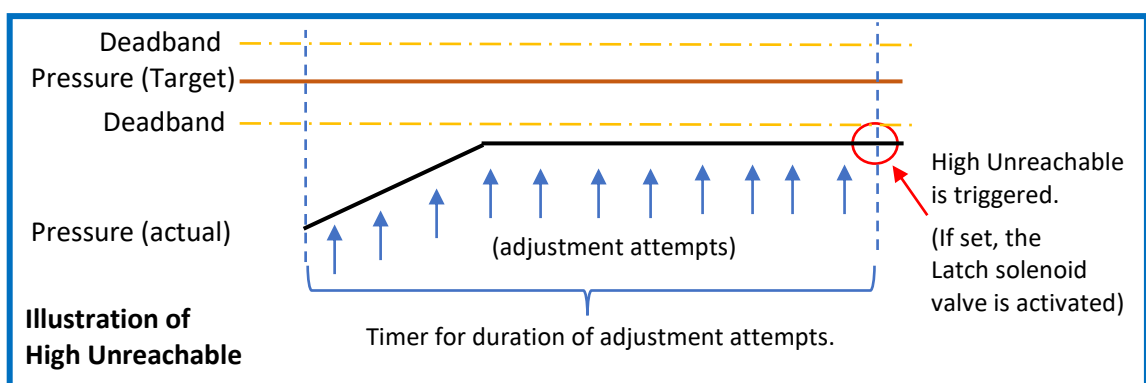 Deadband
Pressure (Target)
Deadband
High Unreachable
is triggered.
Pressure (actual)
(adjustment attempts)
(If set, the
Latch solenoid
valve is activated)
Illustration of
High Unreachable
Timer for duration of adjustment attempts.